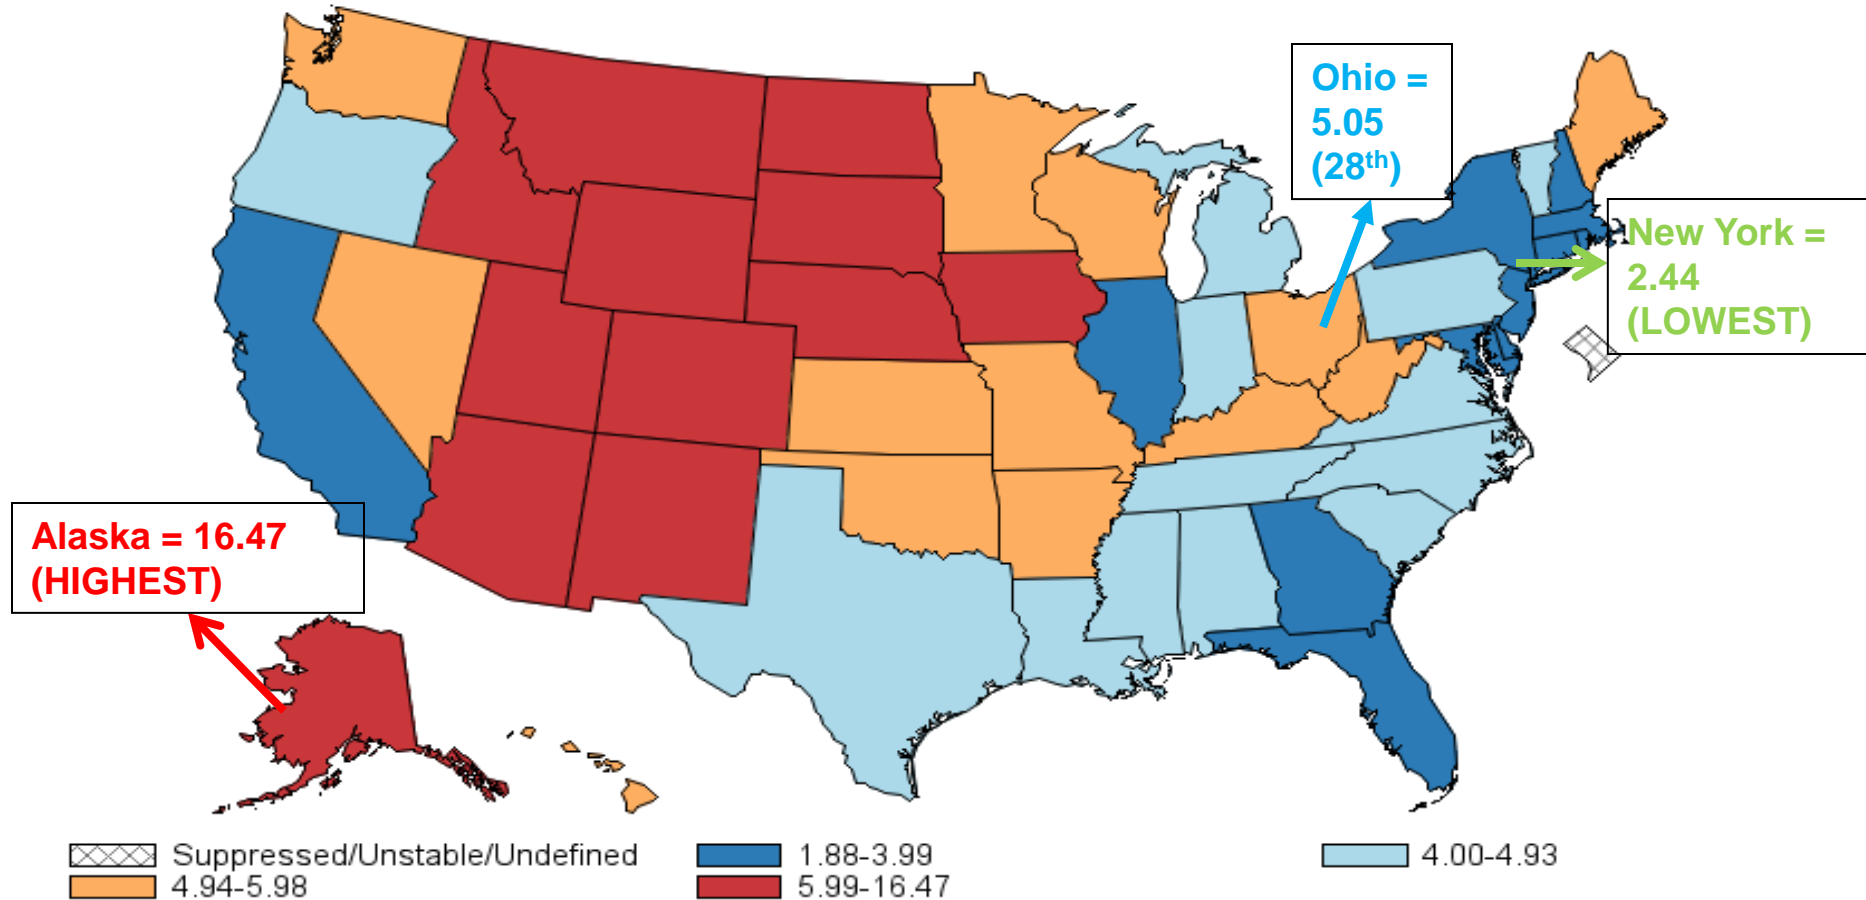 Ohio =
5.05
(28th)
New York =
2.44
(LOWEST)
Alaska = 16.47
(HIGHEST)
Suppressed/Unstable/Undefined
1.88-3.99
4.00-4.93
4.94-5.98
5.99-16.47